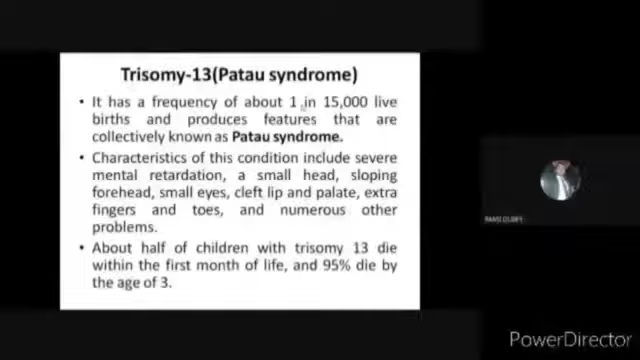 Trisomy-13(Patau syndrome)
• It has a frequency of about 1 in 15,000 live
births and produces features that are
collectively known as Patau syndrome.
• Characteristics of this condition include severe
mental retardation, a small head, sloping
forehead, small eyes, cleft lip and palate, extra
fingers and toes, and numerous other
problems.
• About half of children with trisomy 13 die
within the first month of life, and 95% die by
the age of 3.
PowerDirector